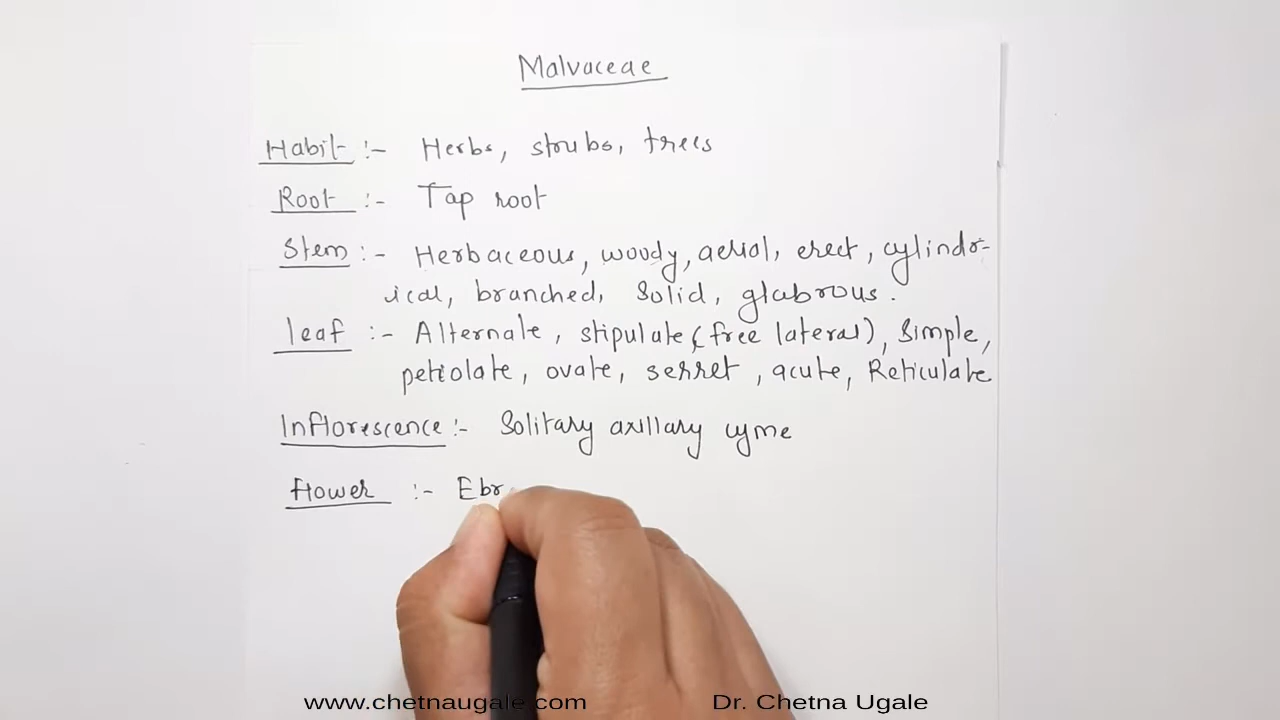 Malvaceae
Habit :- Herbs, strubs, trees
Root :- Tap root
Stem :- Herbaceous, woody, aerial, erect, cylindr-
ical, branched, Solid, glabrous.
leaf :- Alternate, stipulate (free lateral), Simple,
petiolate, ovate, serret, acute, Reticulate
Inflorescence :- Solitary axillary cyme
flower :- Ebr
www.chetnaugale.com Dr. Chetna Ugale